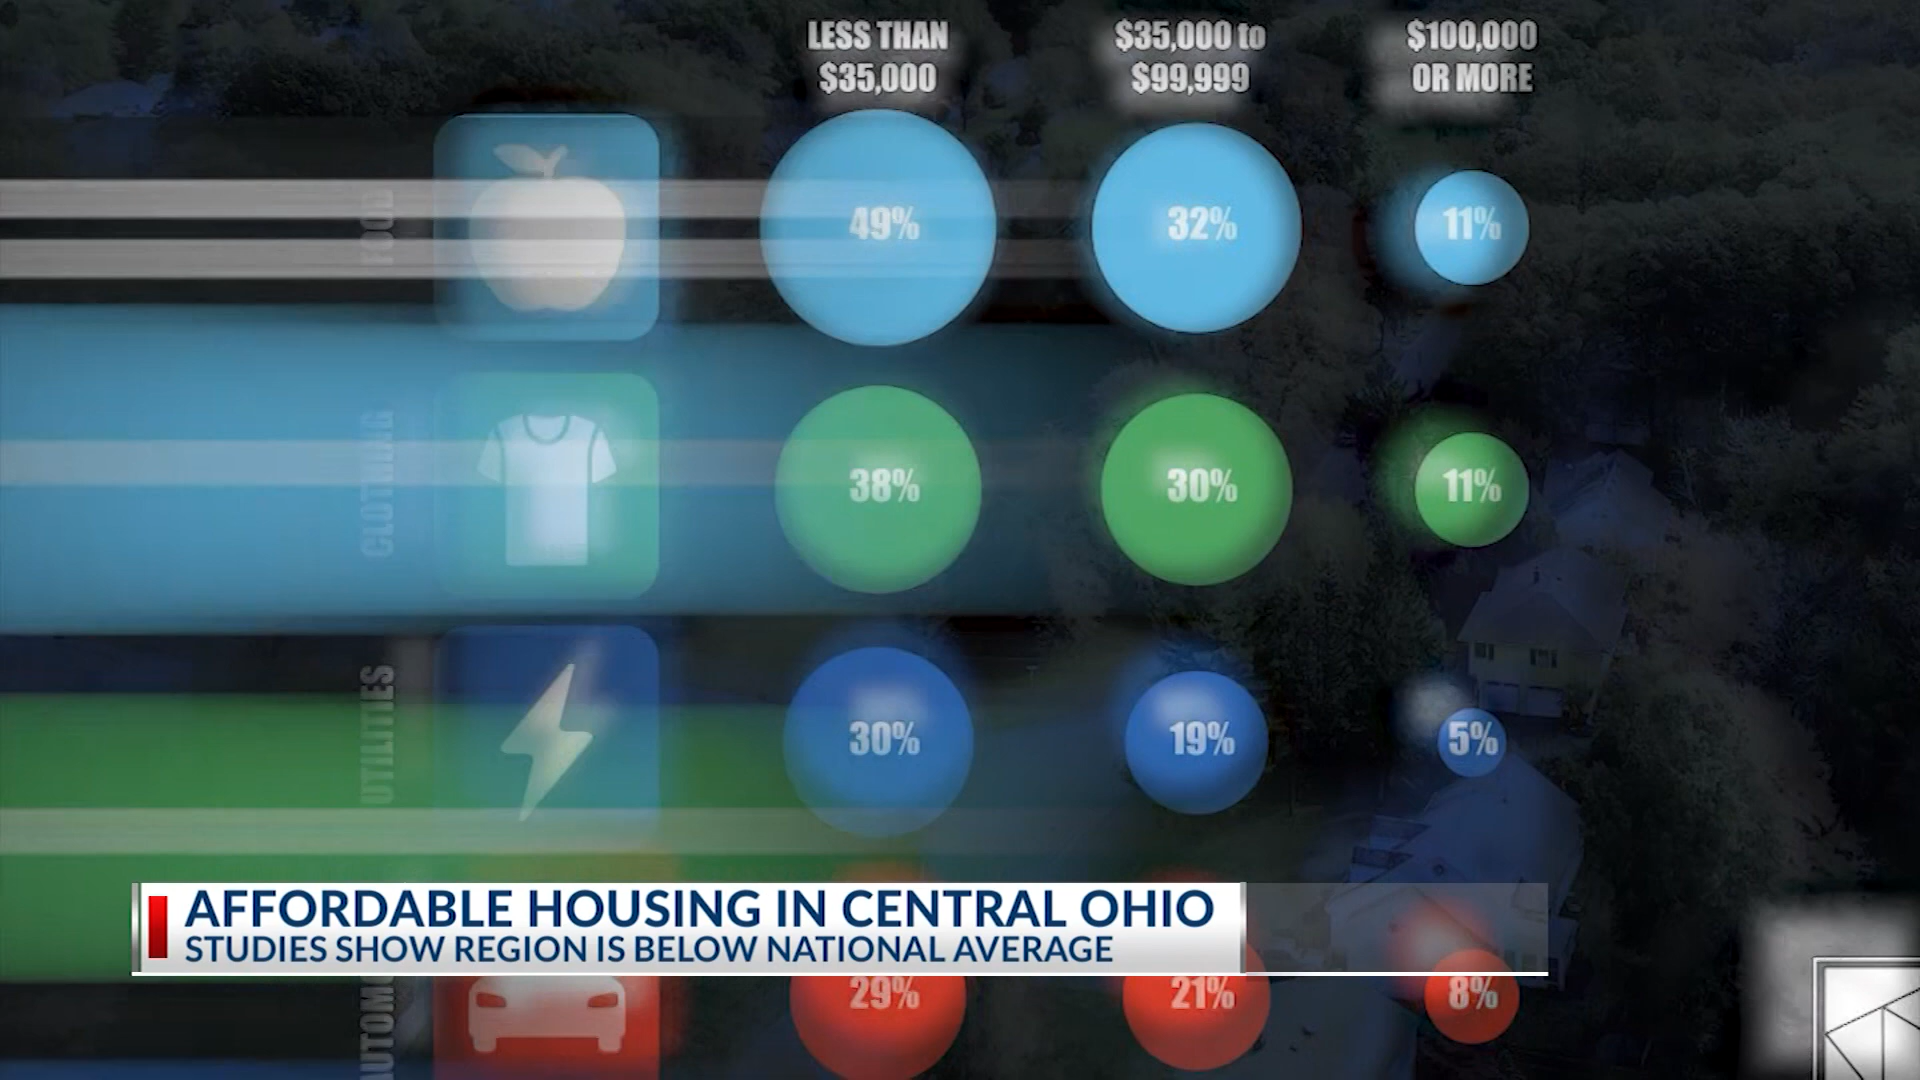 LESS THAN
$35,000
$35,000 to
$99,999
$100,000
OR MORE
FOOD
49%
32%
11%
CLOTHING
38%
30%
11%
UTILITIES
30%
19%
5%
AFFORDABLE HOUSING IN CENTRAL OHIO
STUDIES SHOW REGION IS BELOW NATIONAL AVERAGE
AUTOMO
29%
21%
8%